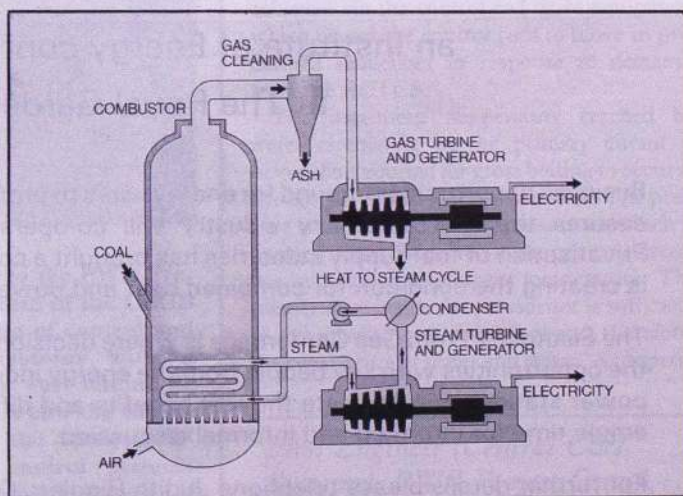 GAS
CLEANING
COMBUSTOR
ASH
GAS TURBINE
AND GENERATOR
ELECTRICITY
COAL
HEAT TO STEAM CYCLE
CONDENSER
STEAM
STEAM TURBINE
AND GENERATOR
ELECTRICITY
AIR